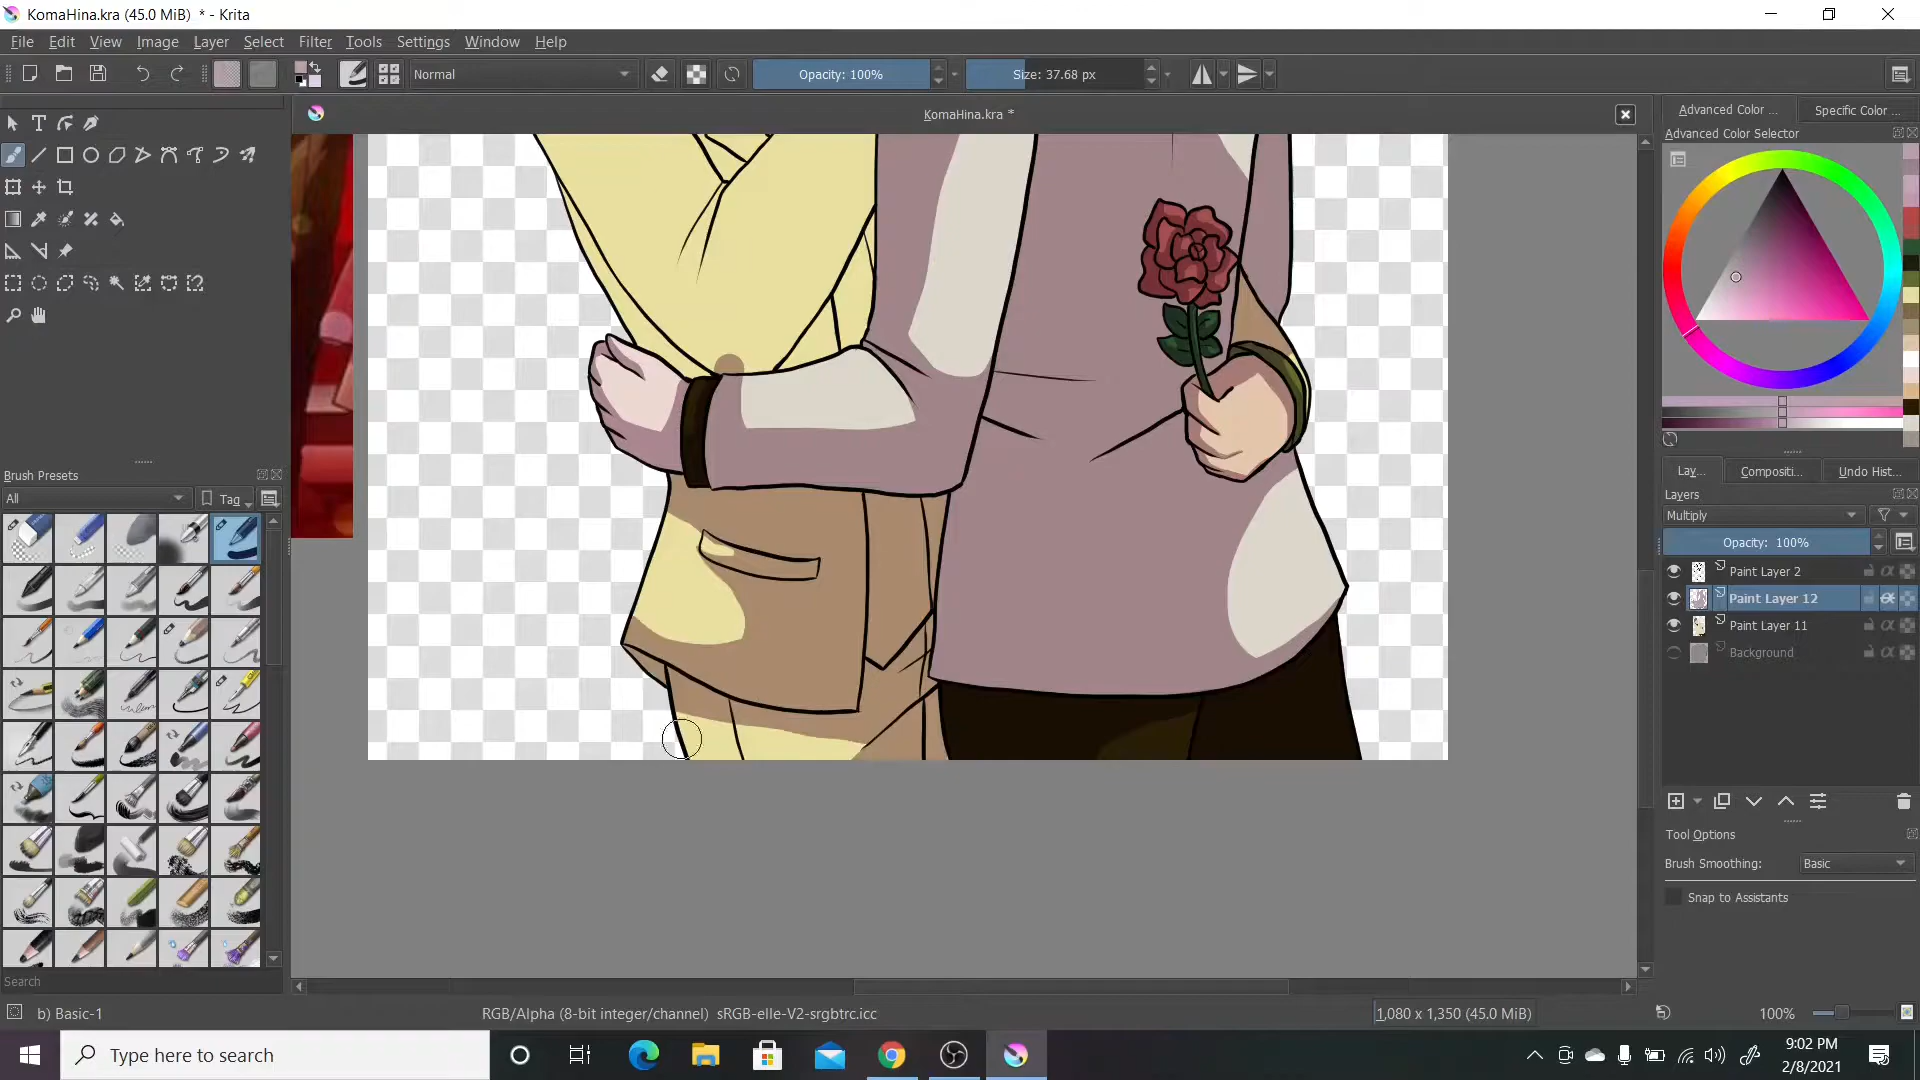 KomaHina.kra (45.0 MiB) * - Krita
File Edit View Image Layer Select Filter Tools Settings Window Help
Normal
Opacity: 100%
Size: 37.68 px
KomaHina.kra *
Advanced Color ...
Specific Color ...
Advanced Color Selector
Brush Presets
All
Tag
Lay...
Compositi...
Undo Hist...
Layers
Multiply
Opacity: 100%
Paint Layer 2
Paint Layer 12
Paint Layer 11
Background
Tool Options
Brush Smoothing:
Basic
Snap to Assistants
Search
b) Basic-1
RGB/Alpha (8-bit integer/channel) sRGB-elle-V2-srgbtrc.icc
1,080 x 1,350 (45.0 MiB)
100%
Type here to search
9:02 PM
2/8/2021